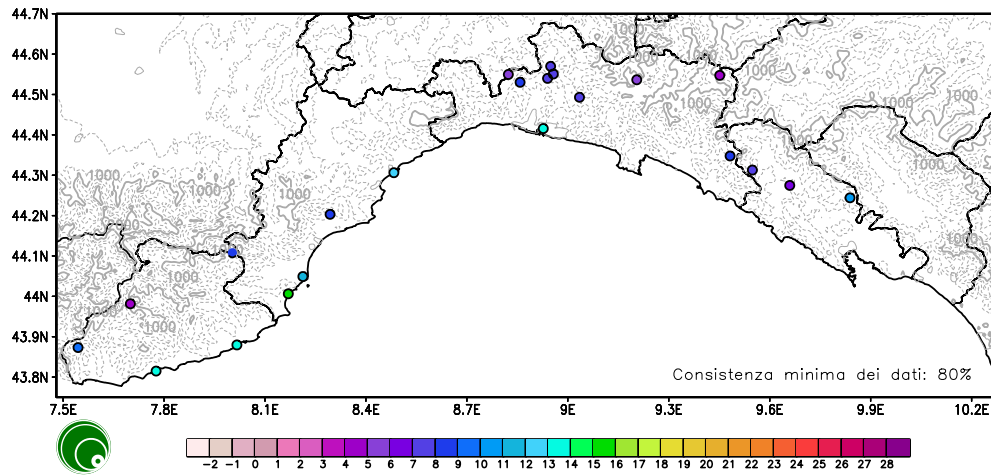 44.7N
44.6N
44.5N
44.4N
44.3N
44.2N
44.1N
44N
43.9N
43.8N
1000
1000
1000
1000
1000
1000
1000
1000
1000
1000
1000
1000
1000
1000
Consistenza minima dei dati: 80%
7.5E 7.8E 8.1E 8.4E 8.7E 9E 9.3E 9.6E 9.9E 10.2E
−2 −1 0 1 2 3 4 5 6 7 8 9 10 11 12 13 14 15 16 17 18 19 20 21 22 23 24 25 26 27 28